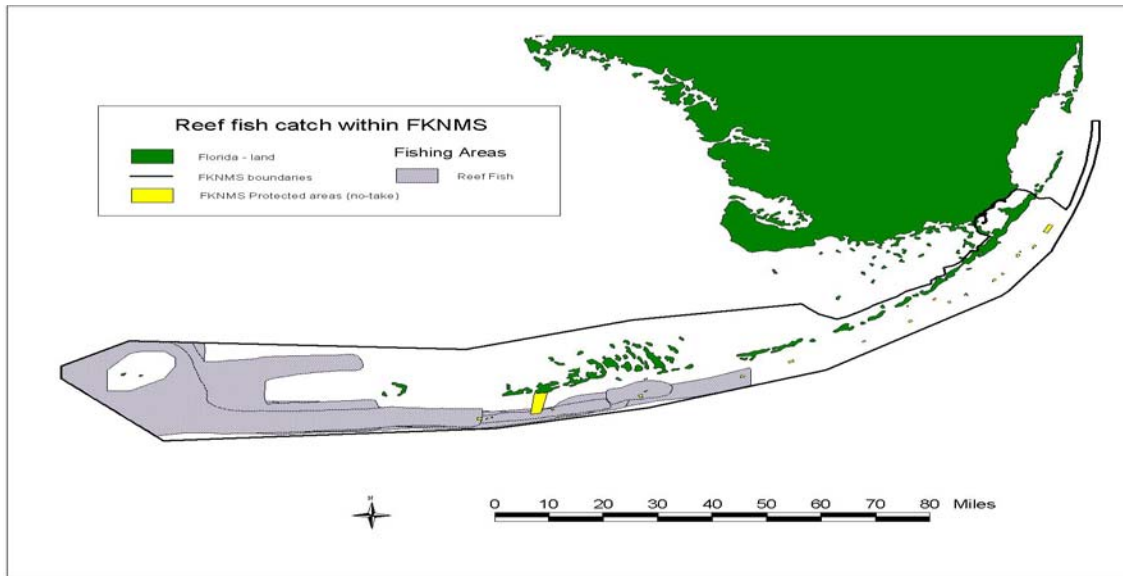 Reef fish catch within FKNMS
Florida - land
FKNMS boundaries
FKNMS Protected areas (no-take)
Fishing Areas
Reef Fish
N
0 10 20 30 40 50 60 70 80 Miles